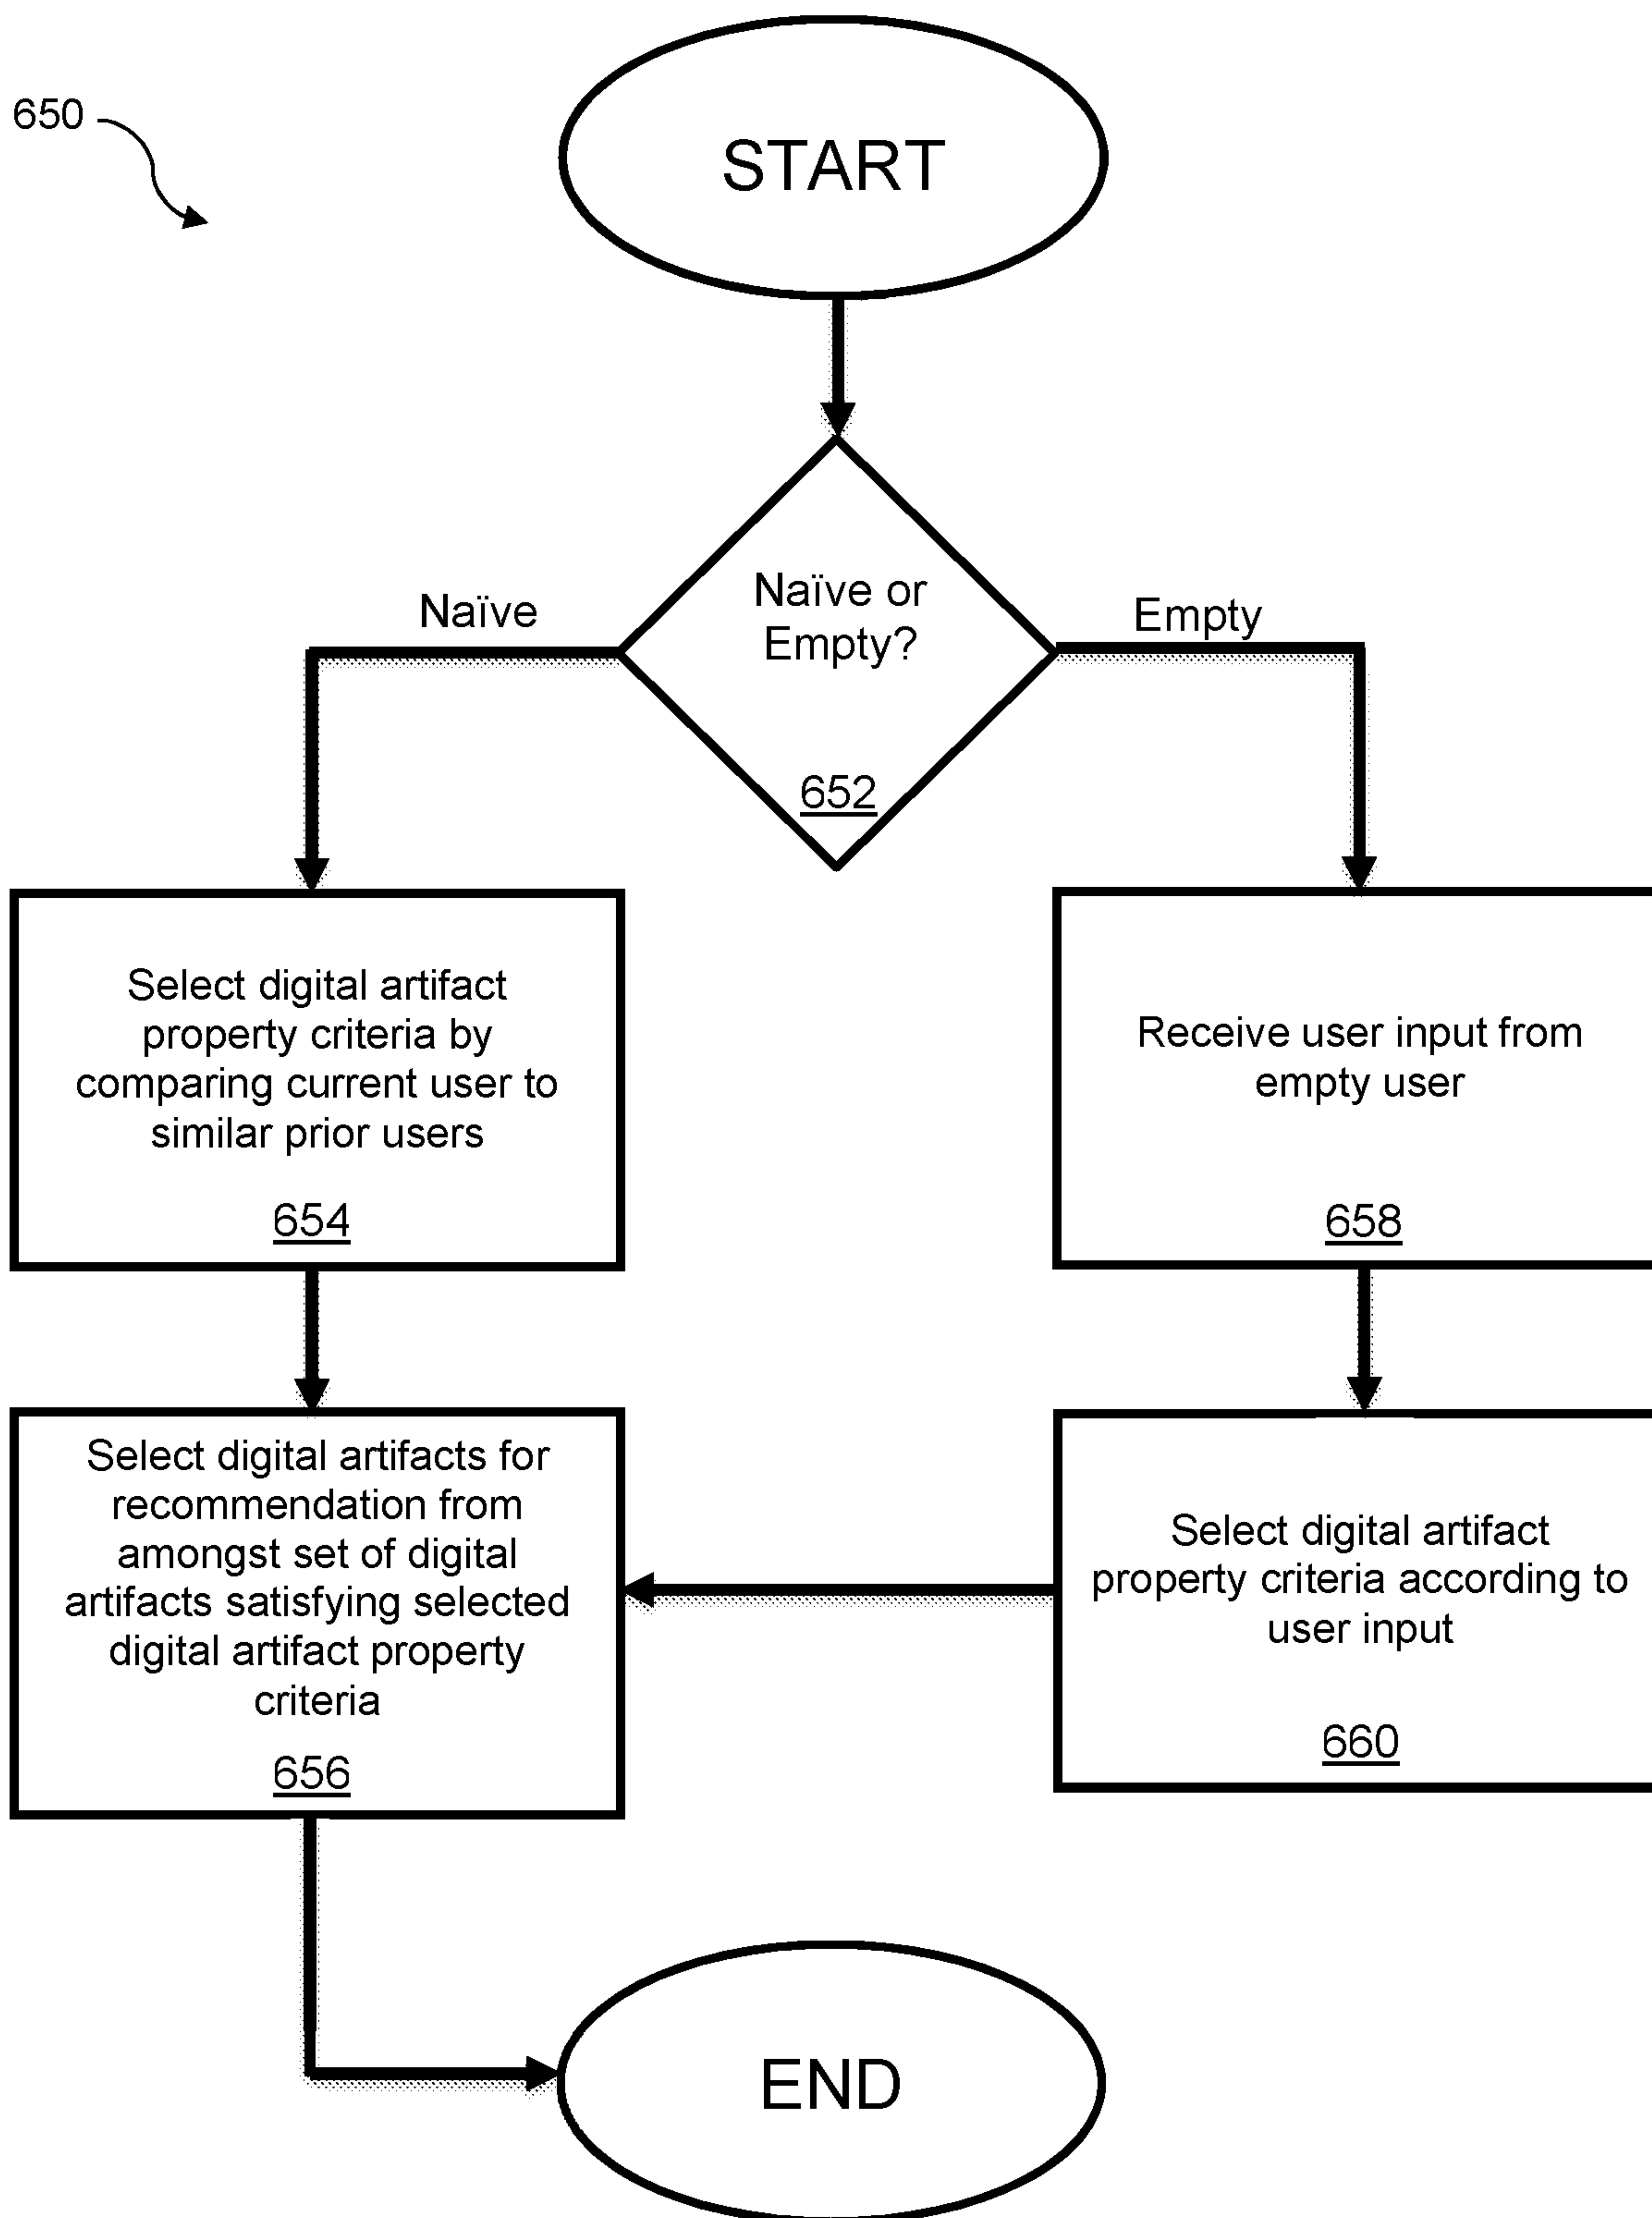 650
START
Naïve
Naïve or
Empty?
Empty
652
Select digital artifact
property criteria by
comparing current user to
similar prior users
654
Receive user input from
empty user
658
Select digital artifacts for
recommendation from
amongst set of digital
artifacts satisfying selected
digital artifact property
criteria
656
Select digital artifact
property criteria according to
user input
660
END